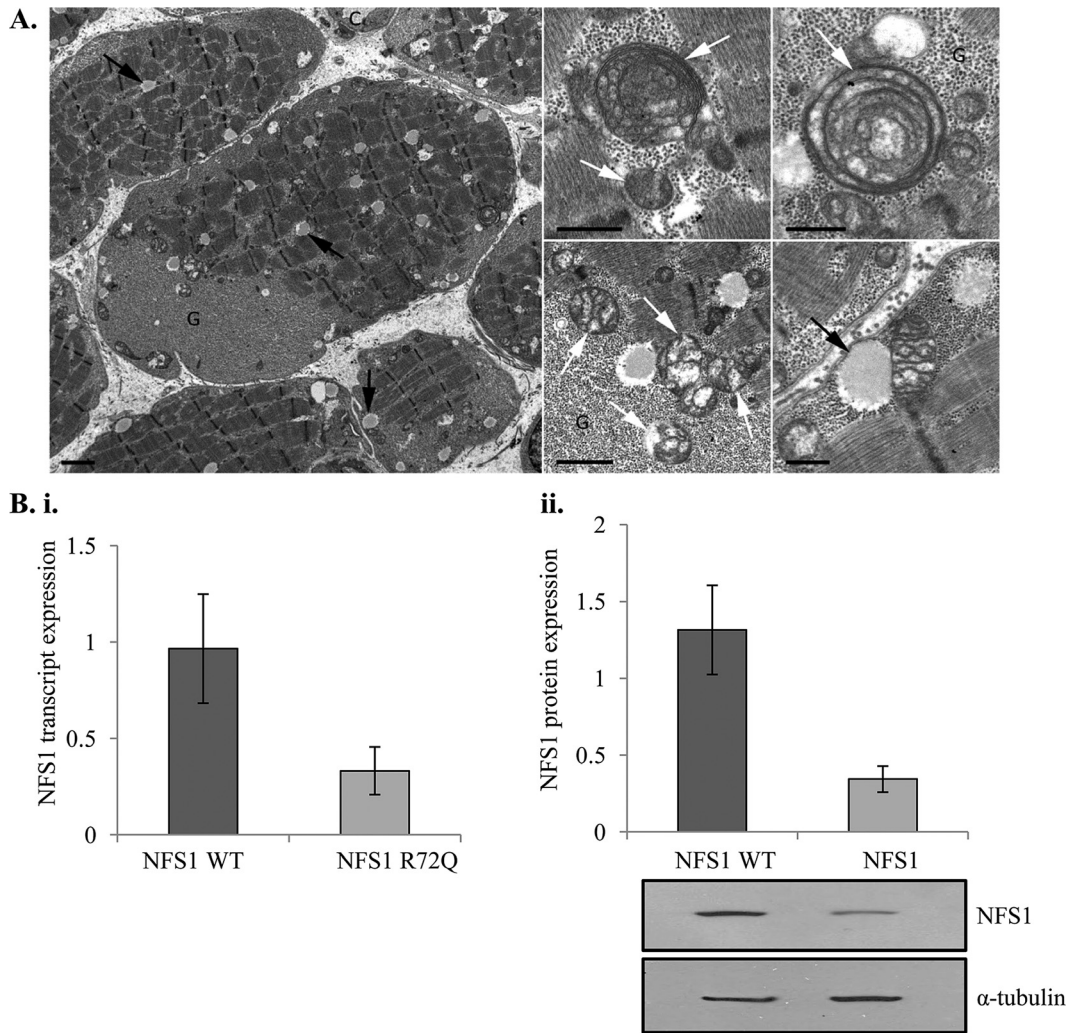 A.
C
G
G
G
B. i.
ii.
NFS1 transcript expression
1.5
1
0.5
0
NFS1 WT
NFS1 R72Q
NFS1 protein expression
2
1.5
1
0.5
0
NFS1 WT
NFS1
NFS1
α-tubulin